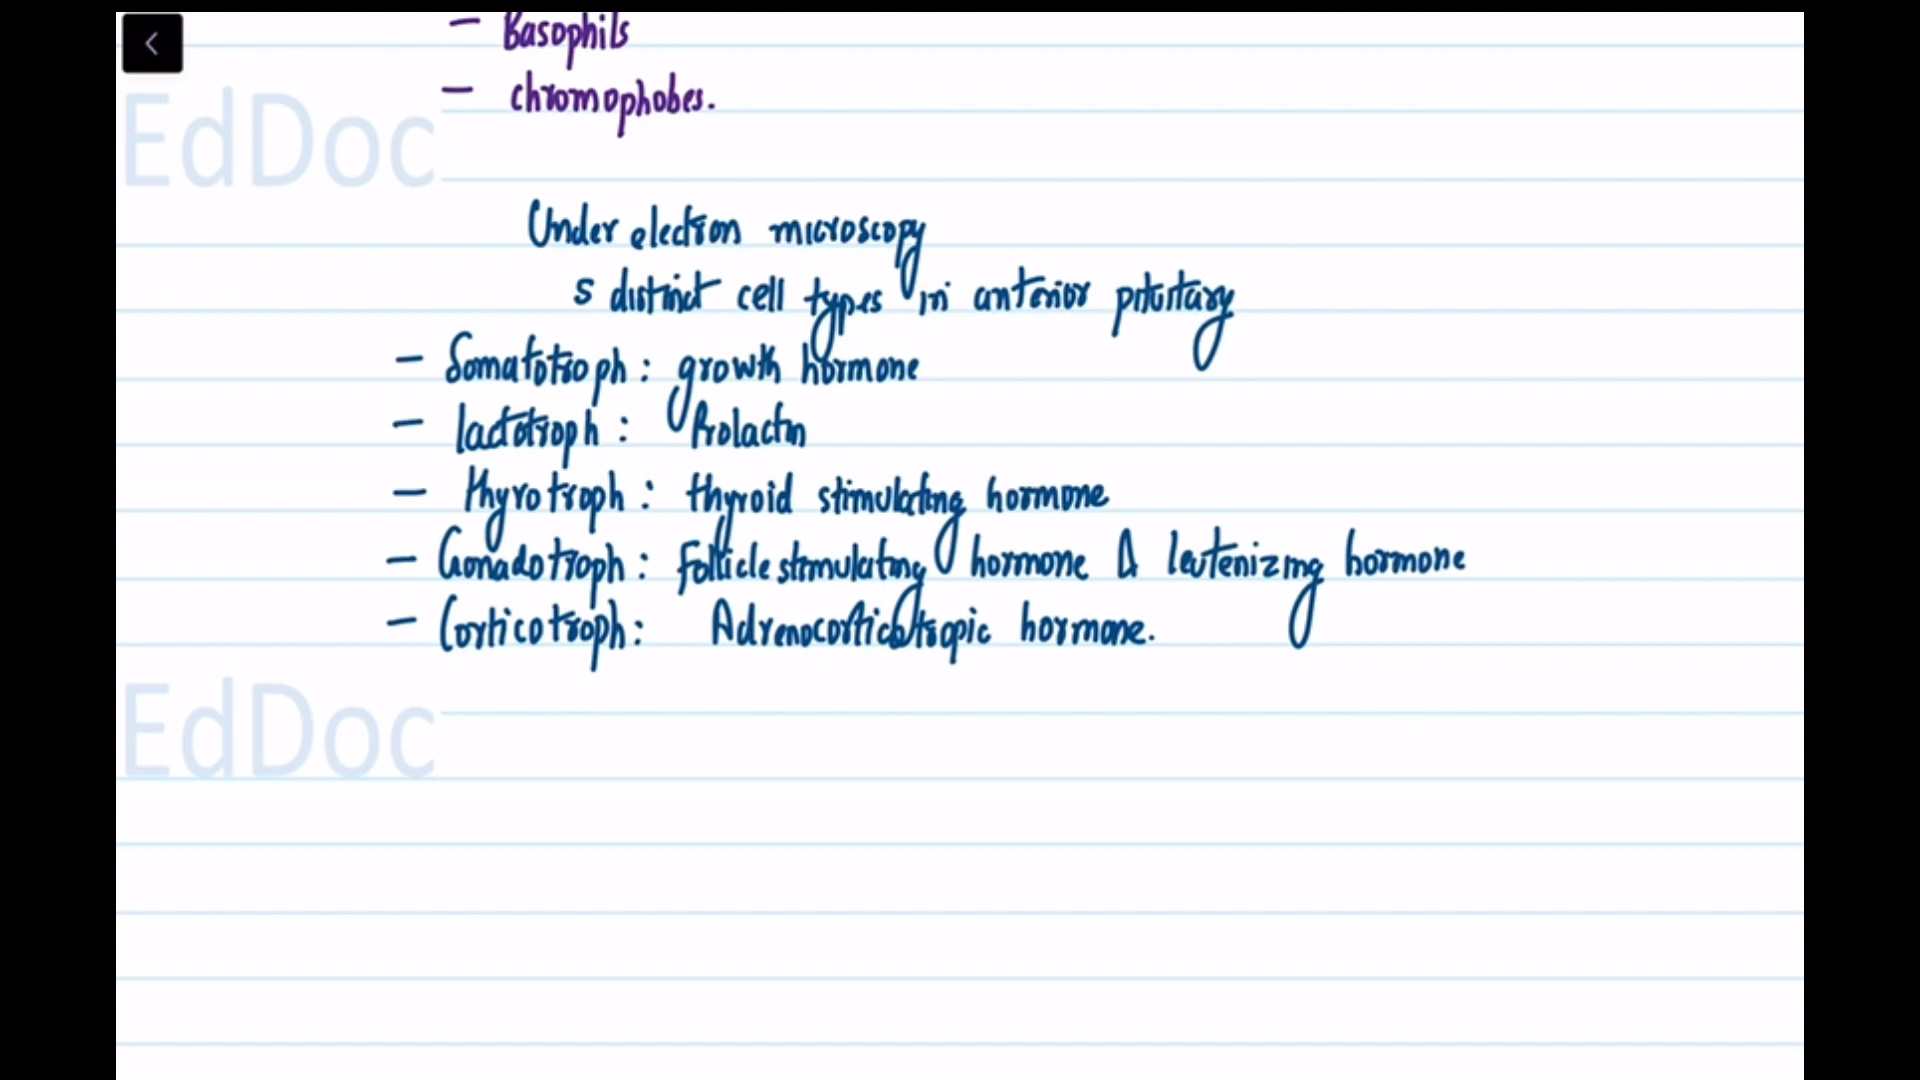 - Basophils
- chromophobes.
EdDoc
Under electron microscopy
5 distinct cell types in anterior pituitary
- Somatotroph: growth hormone
- lactotroph: Prolactin
- thyrotroph: thyroid stimulating hormone
- Gonadotroph: Follicle stimulating hormone & leutenizing hormone
- Corticotroph: Adrenocorticotropic hormone.
EdDoc